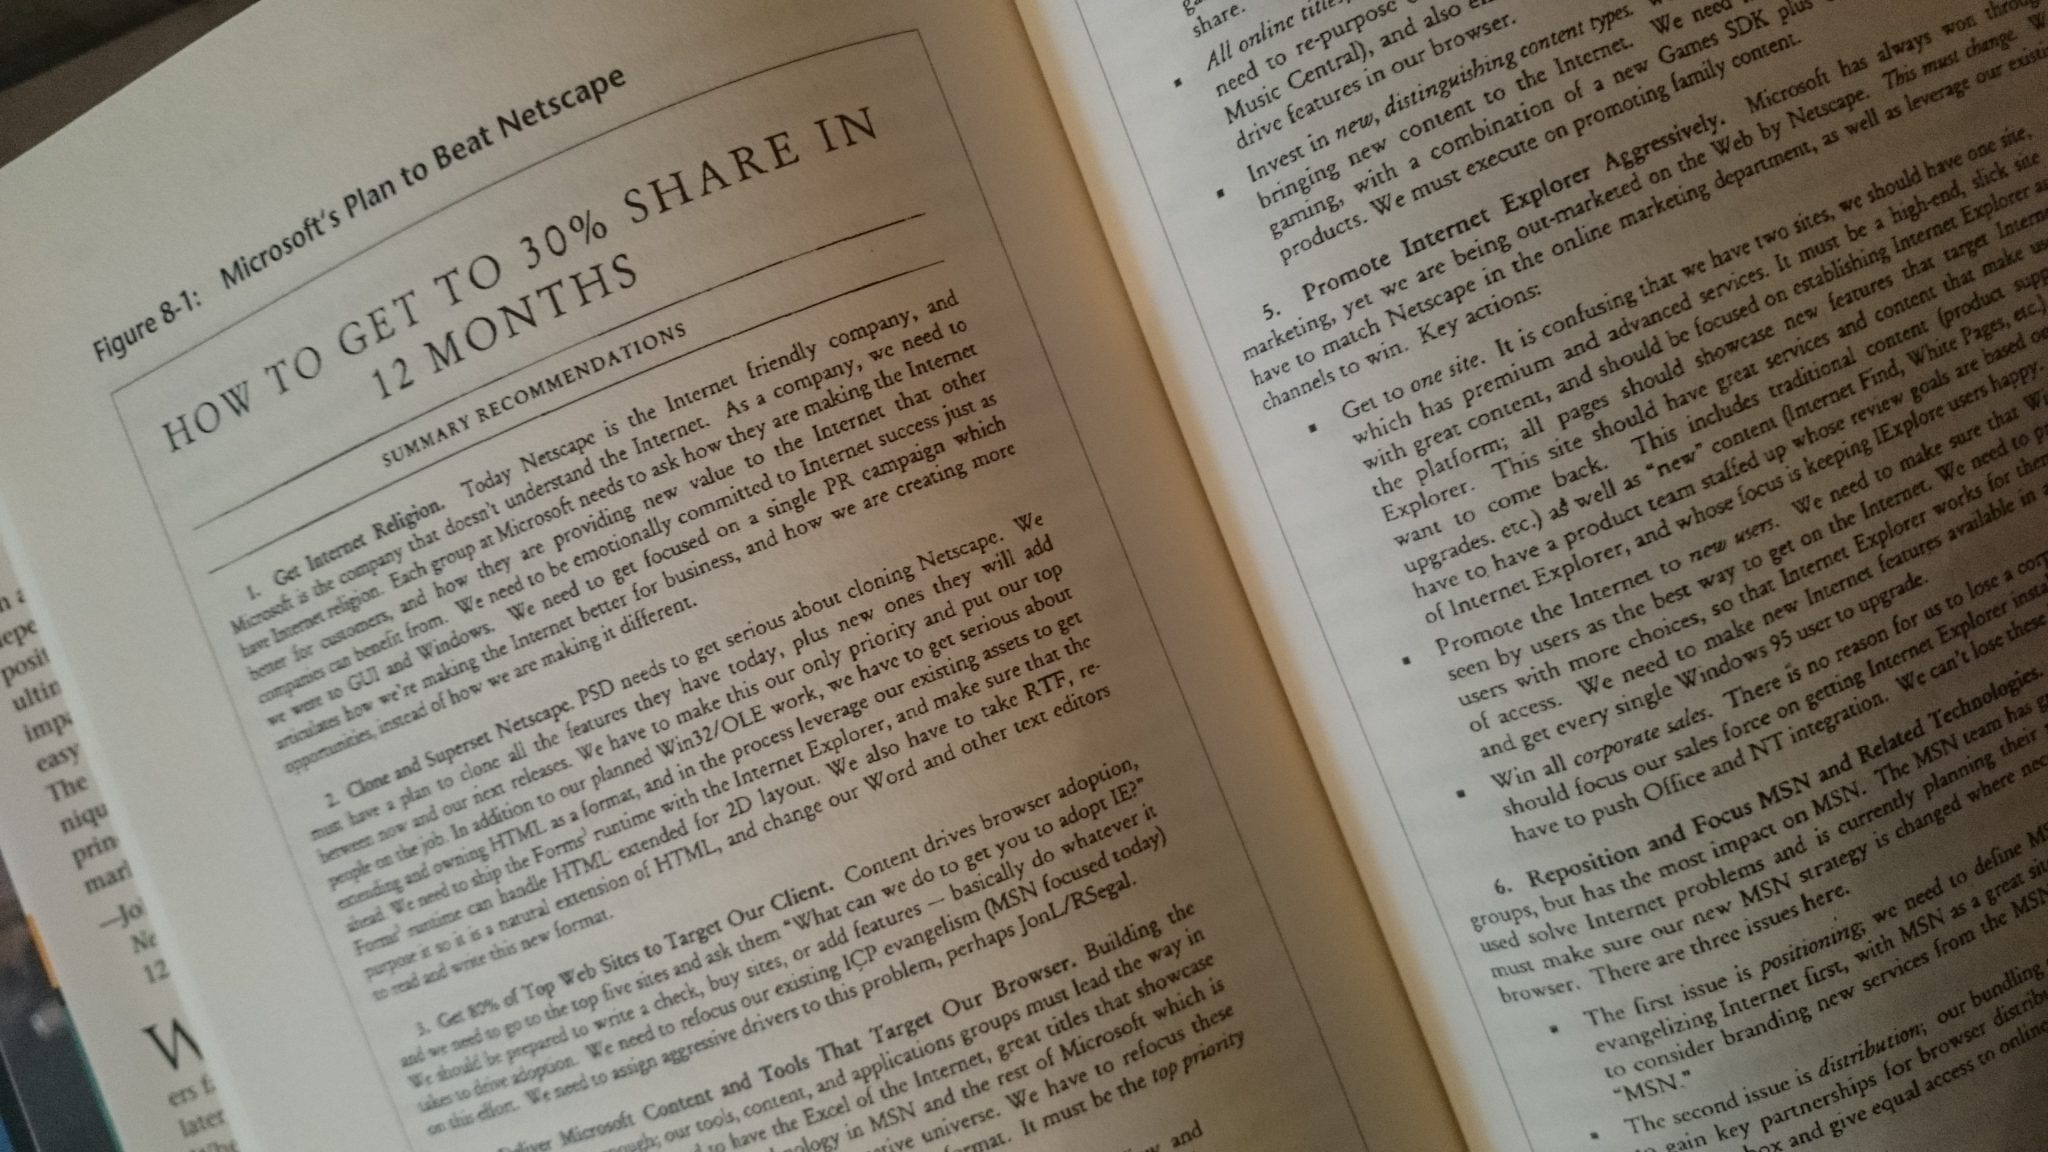 Figure 8-1: Microsoft's Plan to Beat Netscape
HOW TO GET TO 30% SHARE IN
12 MONTHS
SUMMARY RECOMMENDATIONS
1. Get Internet Religion. Today Netscape is the Internet friendly company, and
Microsoft is the company that doesn't understand the Internet. As a company, we need to
have Internet religion. Each group at Microsoft needs to ask how they are making the Internet
better for customers, and how they are providing new value to the Internet that other
companies can benefit from. We need to be emotionally committed to Internet success just as
we were to GUI and Windows. We need to get focused on a single PR campaign which
articulates how we're making the Internet better for business, and how we are creating more
opportunities, instead of how we are making it different.
2. Clone and Superset Netscape. PSD needs to get serious about cloning Netscape. We
must have a plan to clone all the features they have today, plus new ones they will add
between now and our next releases. We have to make this our only priority and put our top
people on the job. In addition to our planned Win32/OLE work, we have to get serious about
extending and owning HTML as a format, and in the process leverage our existing assets to get
ahead. We need to ship the Forms³ runtime with the Internet Explorer, and make sure that the
Forms³ runtime can handle HTML extended for 2D layout. We also have to take RTF, re-
purpose it so it is a natural extension of HTML, and change our Word and other text editors
to read and write this new format.
3. Get 80% of Top Web Sites to Target Our Client. Content drives browser adoption,
and we need to go to the top five sites and ask them "What can we do to get you to adopt IE?"
We should be prepared to write a check, buy sites, or add features — basically do whatever it
takes to drive adoption. We need to refocus our existing ICP evangelism (MSN focused today)
on this effort. We need to assign aggressive drivers to this problem, perhaps JonL/RSegal.
Deliver Microsoft Content and Tools That Target Our Browser. Building the
our tools, content, and applications groups must lead the way in
to have the Excel of the Internet, great titles that showcase
in MSN and the rest of Microsoft which is
universe. We have to refocus these
It must be the top priority
and
share.
All online titles
need to re-purpose
Music Central), and also
drive features in our browser.
▪ Invest in new, distinguishing content types.
bringing new content to the Internet. We need
gaming, with a combination of a new Games SDK plus
products. We must execute on promoting family content.
5. Promote Internet Explorer Aggressively. Microsoft has always won through
marketing, yet we are being out-marketed on the Web by Netscape. This must change.
have to match Netscape in the online marketing department, as well as leverage our existing
channels to win. Key actions:
▪ Get to one site. It is confusing that we have two sites, we should have one site,
which has premium and advanced services. It must be a high-end, slick site
with great content, and should be focused on establishing Internet Explorer as
the platform; all pages should showcase new features that target Internet
Explorer. This site should have great services and content that make
want to come back. This includes traditional content (product
upgrades. etc.) as well as "new" content (Internet Find, White Pages, etc.)
have to have a product team staffed up whose review goals are based on
of Internet Explorer, and whose focus is keeping IExplore users happy.
▪ Promote the Internet to new users. We need to make sure that
seen by users as the best way to get on the Internet. We need to
users with more choices, so that Internet Explorer works for them
of access. We need to make new Internet features available in
and get every single Windows 95 user to upgrade.
▪ Win all corporate sales. There is no reason for us to lose a
should focus our sales force on getting Internet Explorer
have to push Office and NT integration. We can't lose these
6. Reposition and Focus MSN and Related Technologies.
groups, but has the most impact on MSN. The MSN team has
used solve Internet problems and is currently planning their
must make sure our new MSN strategy is changed where
browser. There are three issues here.
▪ The first issue is positioning; we need to define
evangelizing Internet first, with MSN as a great
to consider branding new services from the MSN
"MSN."
▪ The second issue is distribution; our bundling
to gain key partnerships for browser
box and give equal access to